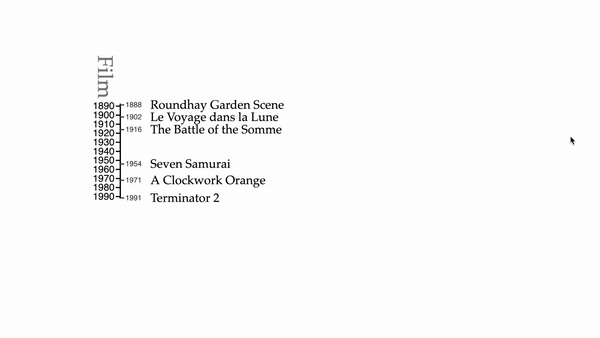 Film
1890 1888 Roundhay Garden Scene
1900 1902 Le Voyage dans la Lune
1910
1920 1916 The Battle of the Somme
1930
1940
1950 1954 Seven Samurai
1960
1970 1971 A Clockwork Orange
1980
1990 1991 Terminator 2